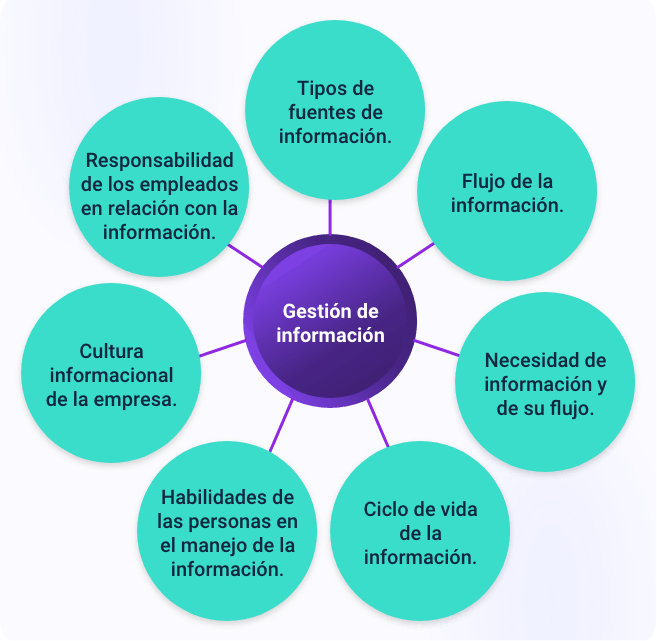 Tipos de
fuentes de
información.
Flujo de la
información.
Necesidad de
información y
de su flujo.
Ciclo de vida
de la
información.
Habilidades de
las personas en
el manejo de la
información.
Cultura
informacional
de la empresa.
Responsabilidad
de los empleados
en relación con la
información.
Gestión de
información